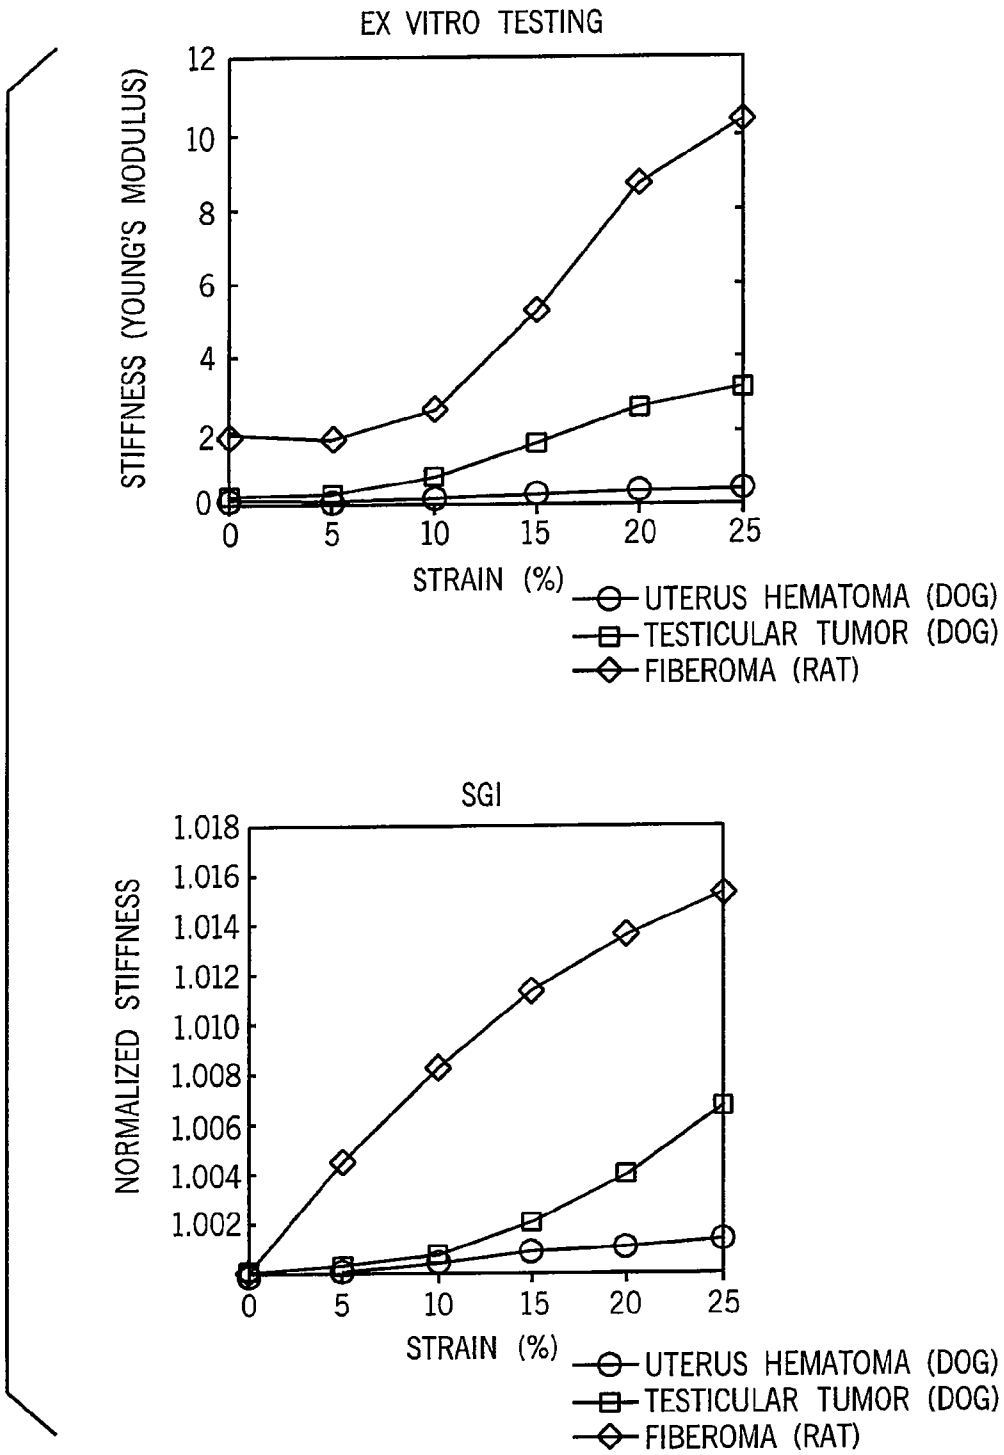 EX VITRO TESTING
STIFFNESS (YOUNG'S MODULUS)
12
10
8
6
4
2
0
0 5 10 15 20 25
STRAIN (%)
UTERUS HEMATOMA (DOG)
TESTICULAR TUMOR (DOG)
FIBEROMA (RAT)
SGI
NORMALIZED STIFFNESS
1.018
1.016
1.014
1.012
1.010
1.008
1.006
1.004
1.002
0 5 10 15 20 25
STRAIN (%)
UTERUS HEMATOMA (DOG)
TESTICULAR TUMOR (DOG)
FIBEROMA (RAT)